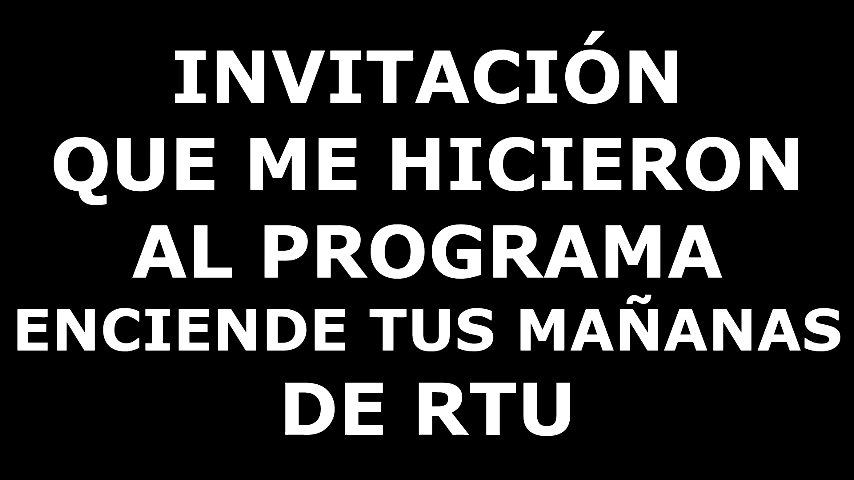 INVITACIÓN
QUE ME HICIERON
AL PROGRAMA
ENCIENDE TUS MAÑANAS
DE RTU